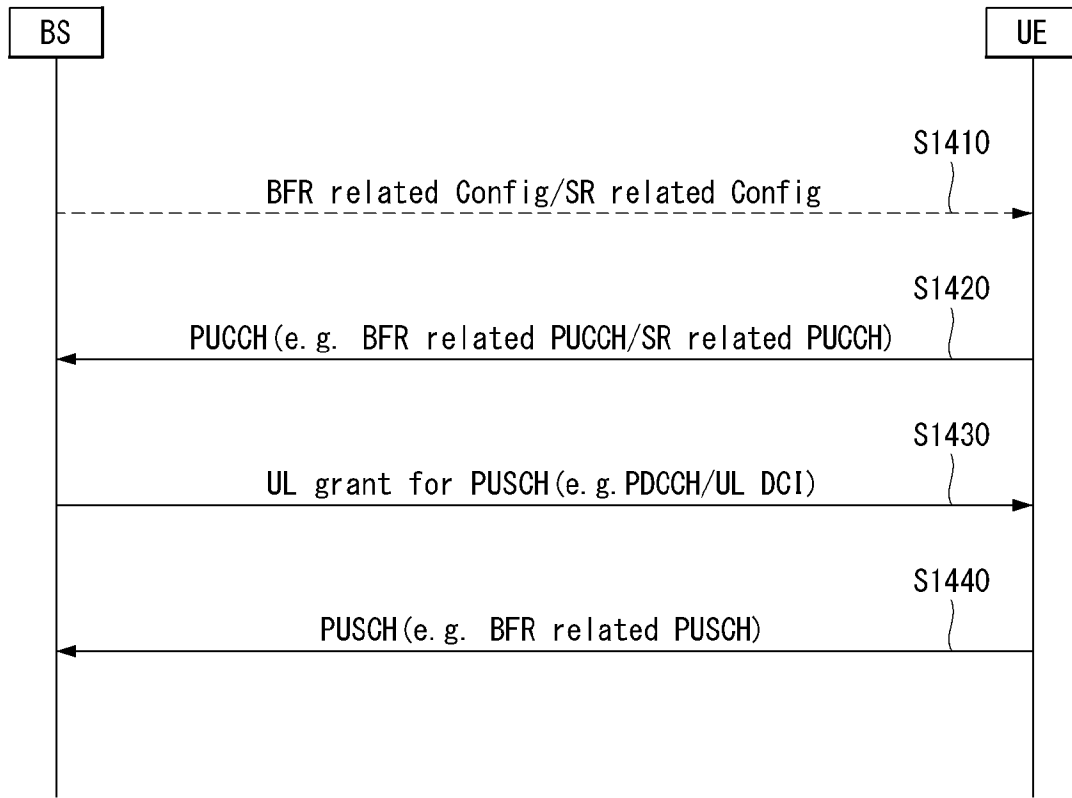 BS
UE
S1410
BFR related Config/SR related Config
S1420
PUCCH(e.g. BFR related PUCCH/SR related PUCCH)
S1430
UL grant for PUSCH(e.g.PDCCH/UL DCI)
S1440
PUSCH(e.g. BFR related PUSCH)